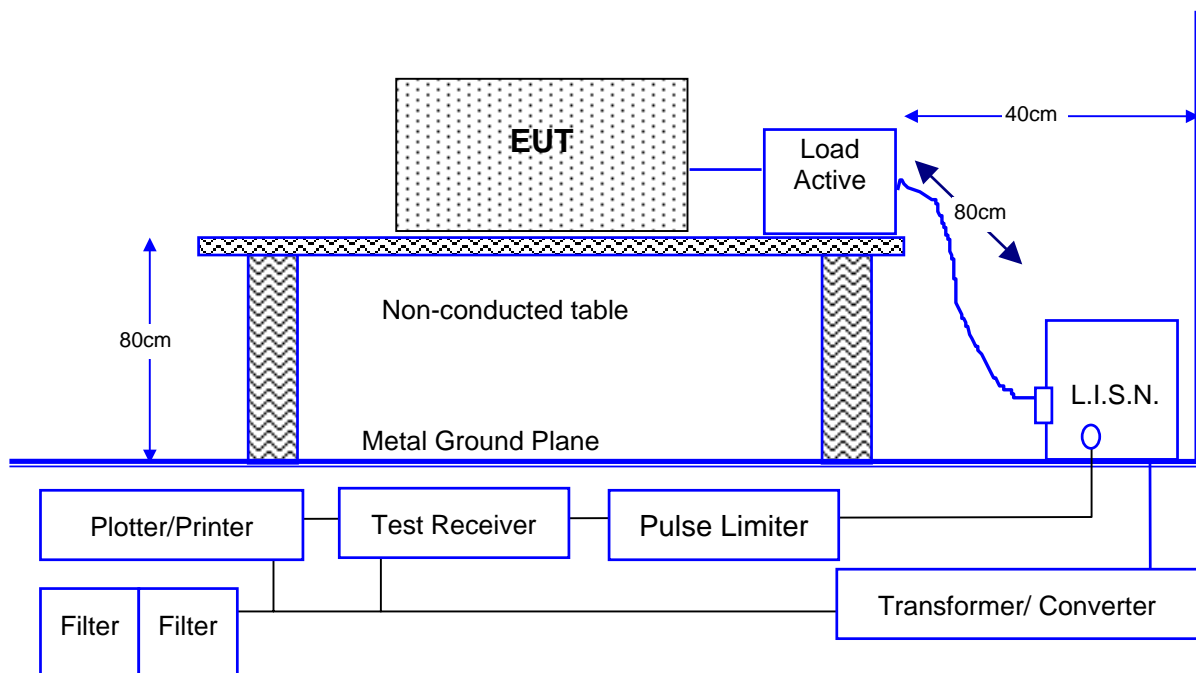 EUT
Load
Active
40cm
80cm
80cm
Non-conducted table
L.I.S.N.
Metal Ground Plane
Plotter/Printer
Test Receiver
Pulse Limiter
Filter
Filter
Transformer/ Converter